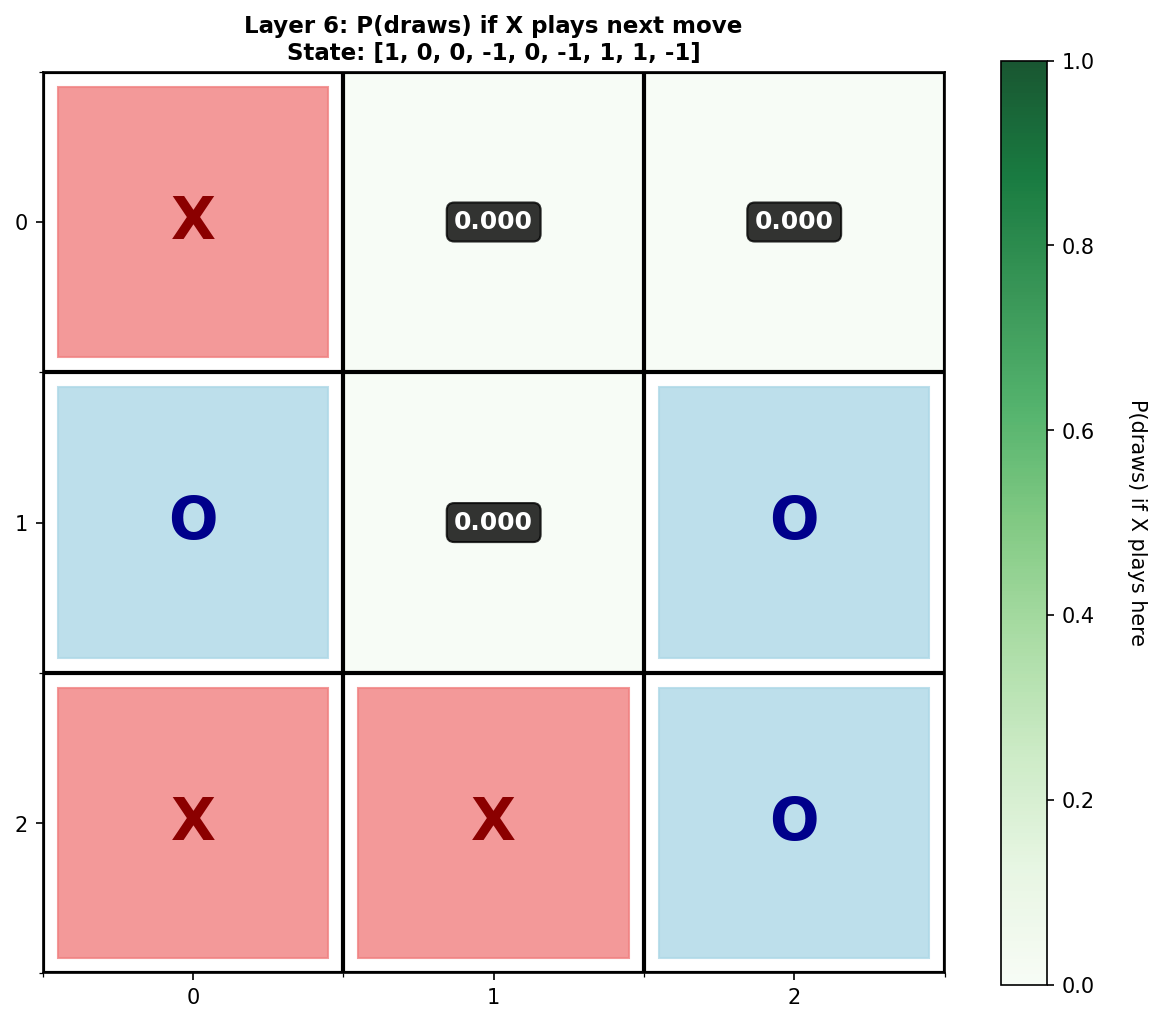 Layer 6: P(draws) if X plays next move
State: [1, 0, 0, -1, 0, -1, 1, 1, -1]
X
0.000
0.000
O
0.000
O
X
X
O
0
1
2
0
1
2
1.0
0.8
0.6
0.4
0.2
0.0
P(draws) if X plays here